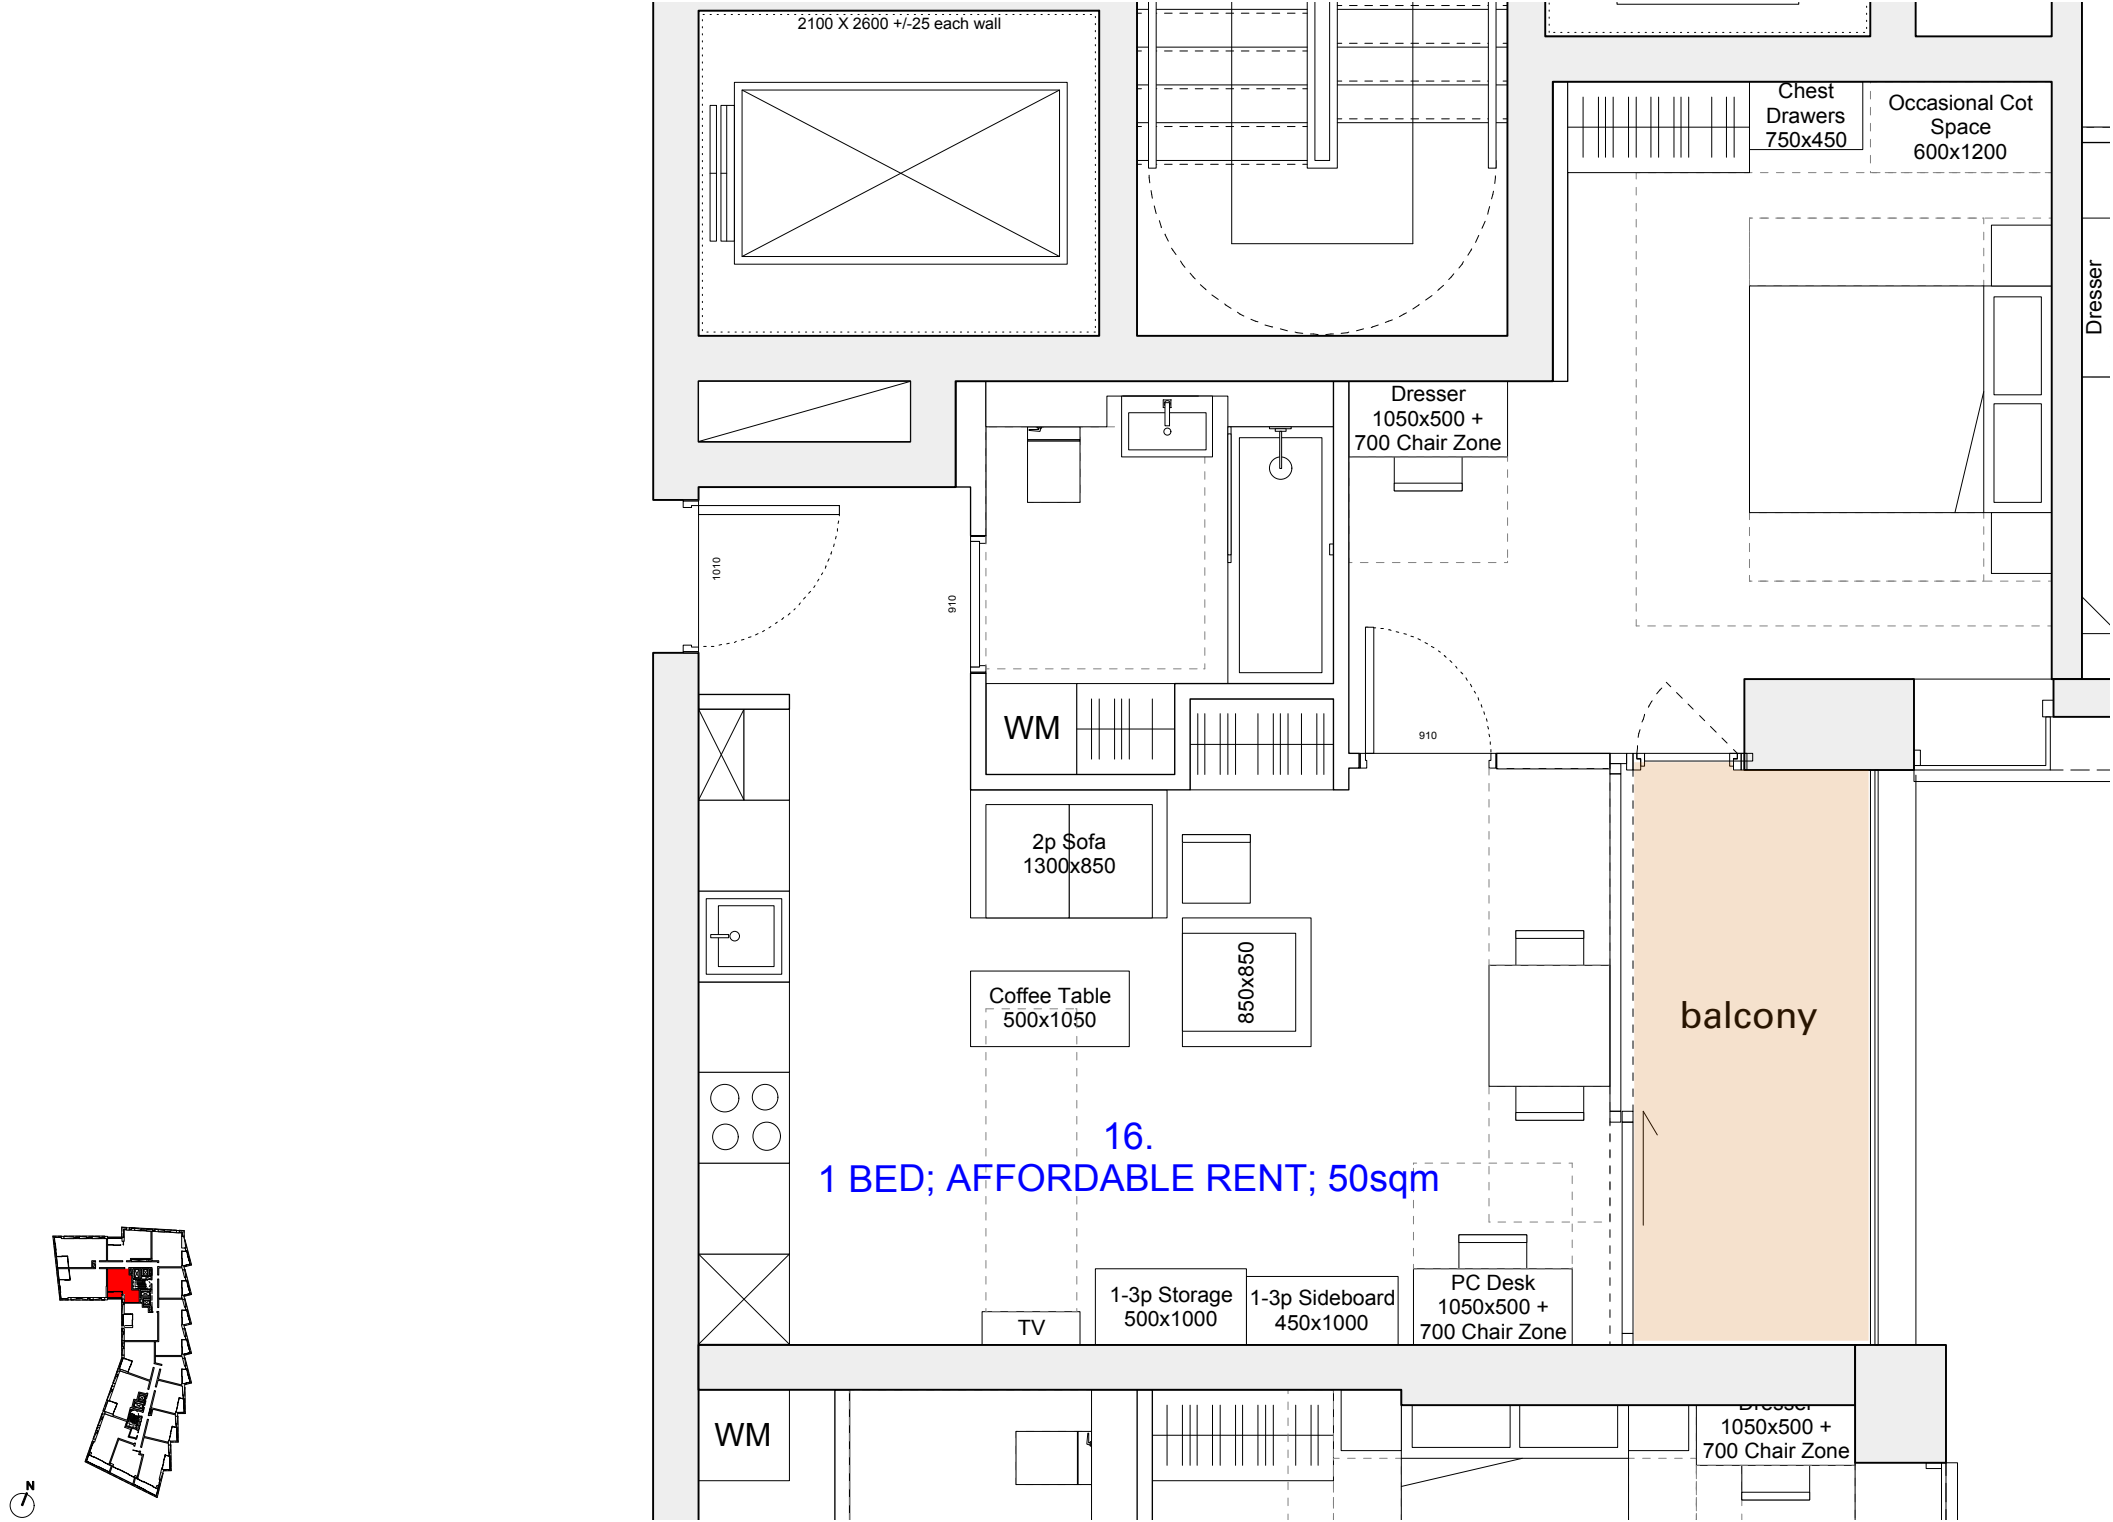 2100 X 2600 +/-25 each wall
Chest
Drawers
750x450
Occasional Cot
Space
600x1200
Dresser
Dresser
1050x500 +
700 Chair Zone
1010
910
WM
910
2p Sofa
1300x850
850x850
Coffee Table
500x1050
balcony
16.
1 BED; AFFORDABLE RENT; 50sqm
1-3p Storage
500x1000
1-3p Sideboard
450x1000
PC Desk
1050x500 +
700 Chair Zone
TV
WM
Dresser
1050x500 +
700 Chair Zone
N